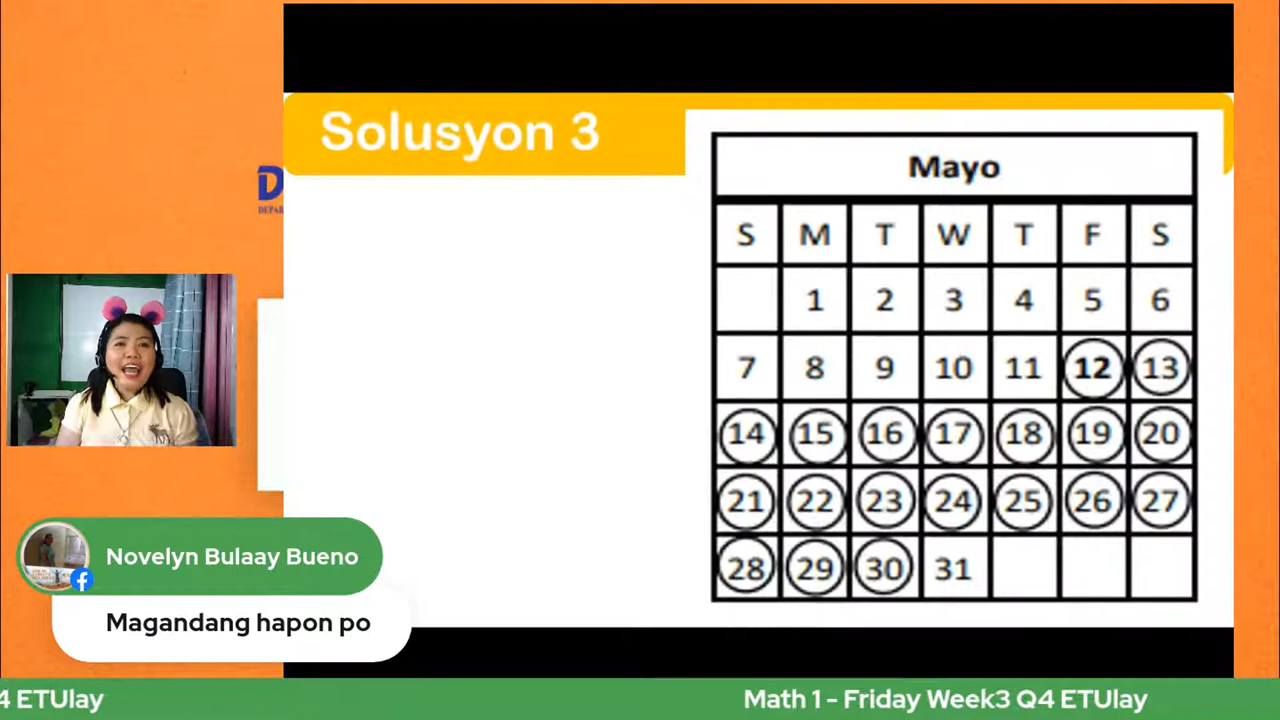 Solusyon 3
Mayo
S M T W T F S
1 2 3 4 5 6
7 8 9 10 11 12 13
14 15 16 17 18 19 20
21 22 23 24 25 26 27
28 29 30 31
D
DEPAR
Novelyn Bulaay Bueno
Magandang hapon po
4 ETUlay
Math 1 - Friday Week3 Q4 ETUlay